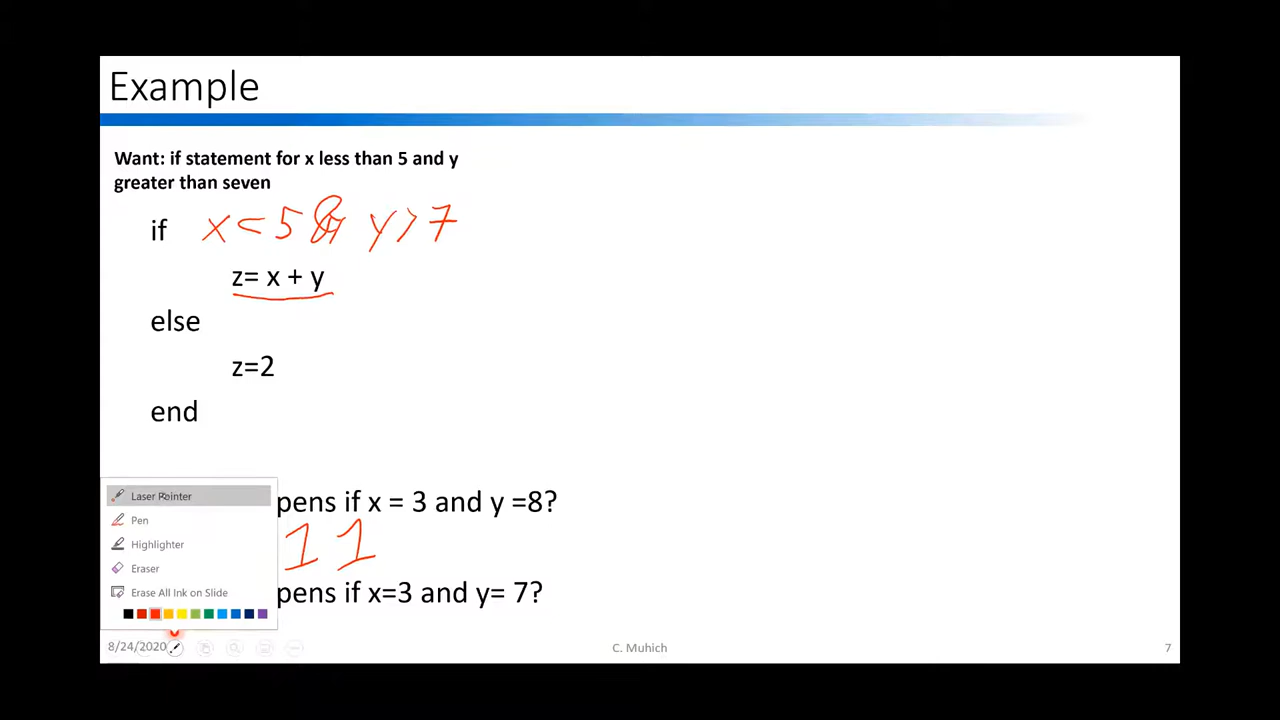 Example
Want: if statement for x less than 5 and y
greater than seven
if x < 5 & y > 7
z= x + y
else
z=2
end
Laser Pointer
pens if x = 3 and y =8?
Pen
Highlighter
11
Eraser
Erase All Ink on Slide
pens if x=3 and y= 7?
8/24/2020
C. Muhich
7